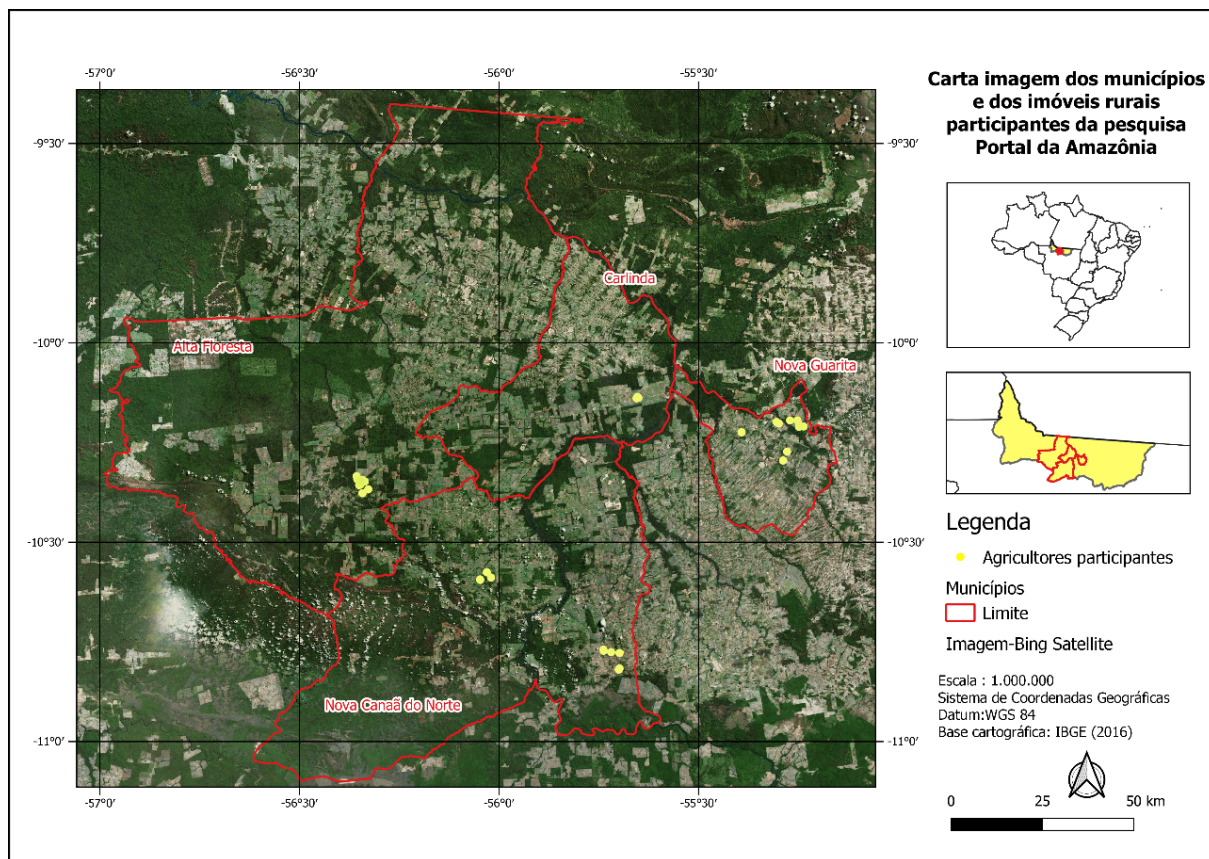 Carta imagem dos municípios
e dos imóveis rurais
participantes da pesquisa
Portal da Amazônia
-57°0′
-56°30′
-56°0′
-55°30′
-9°30′
-9°30′
-10°0′
-10°0′
-10°30′
-10°30′
-11°0′
-11°0′
-57°0′
-56°30′
-56°0′
-55°30′
Carlinda
Alta Floresta
Nova Guarita
Nova Canaã do Norte
Legenda
Agricultores participantes
Municípios
Limite
Imagem-Bing Satellite
Escala : 1.000.000
Sistema de Coordenadas Geográficas
Datum:WGS 84
Base cartográfica: IBGE (2016)
0 25 50 km